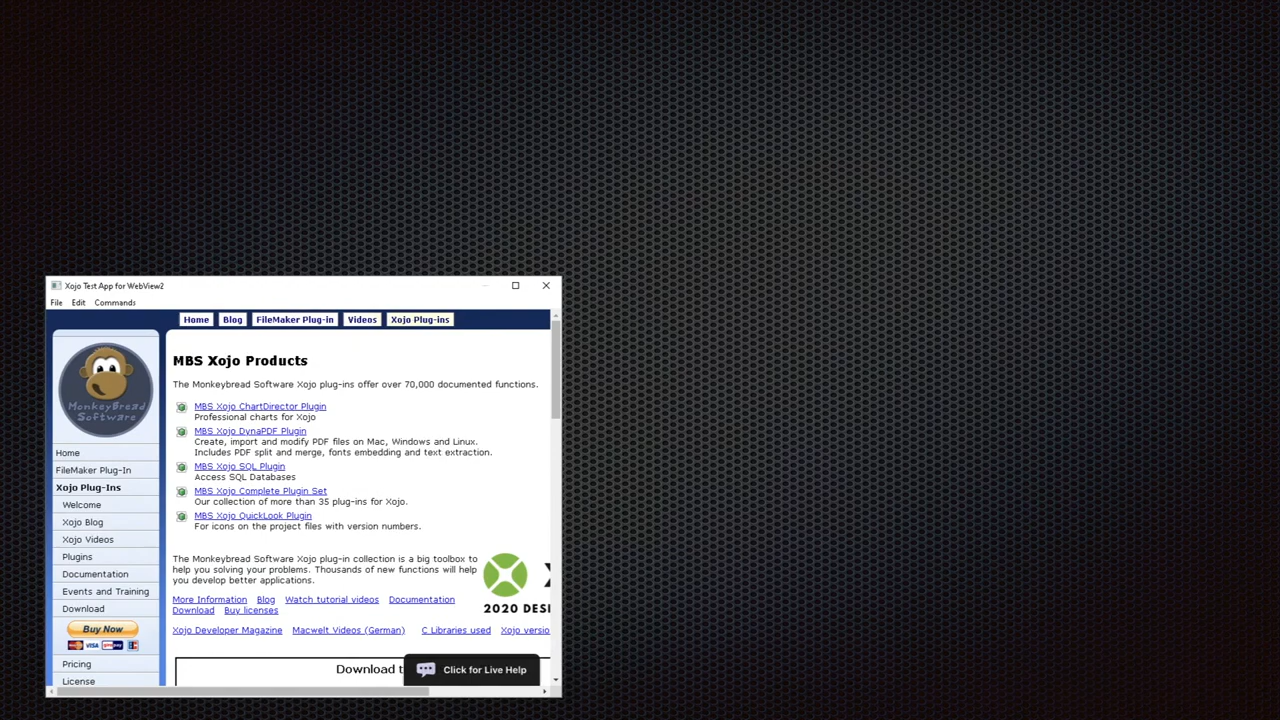 Xojo Test App for WebView2
File Edit Commands
Home Blog FileMaker Plug-in Videos Xojo Plug-ins
MonkeyBread
Software
Home
FileMaker Plug-In
Xojo Plug-Ins
Welcome
Xojo Blog
Xojo Videos
Plugins
Documentation
Events and Training
Download
Buy Now
VISA
Pricing
License
MBS Xojo Products
The Monkeybread Software Xojo plug-ins offer over 70,000 documented functions.
MBS Xojo ChartDirector Plugin
Professional charts for Xojo
MBS Xojo DynaPDF Plugin
Create, import and modify PDF files on Mac, Windows and Linux.
Includes PDF split and merge, fonts embedding and text extraction.
MBS Xojo SQL Plugin
Access SQL Databases
MBS Xojo Complete Plugin Set
Our collection of more than 35 plug-ins for Xojo.
MBS Xojo QuickLook Plugin
For icons on the project files with version numbers.
The Monkeybread Software Xojo plug-in collection is a big toolbox to
help you solving your problems. Thousands of new functions will help
you develop better applications.
2020 DESI
More Information Blog Watch tutorial videos Documentation
Download Buy licenses
Xojo Developer Magazine Macwelt Videos (German) C Libraries used Xojo versio
Download t
Click for Live Help